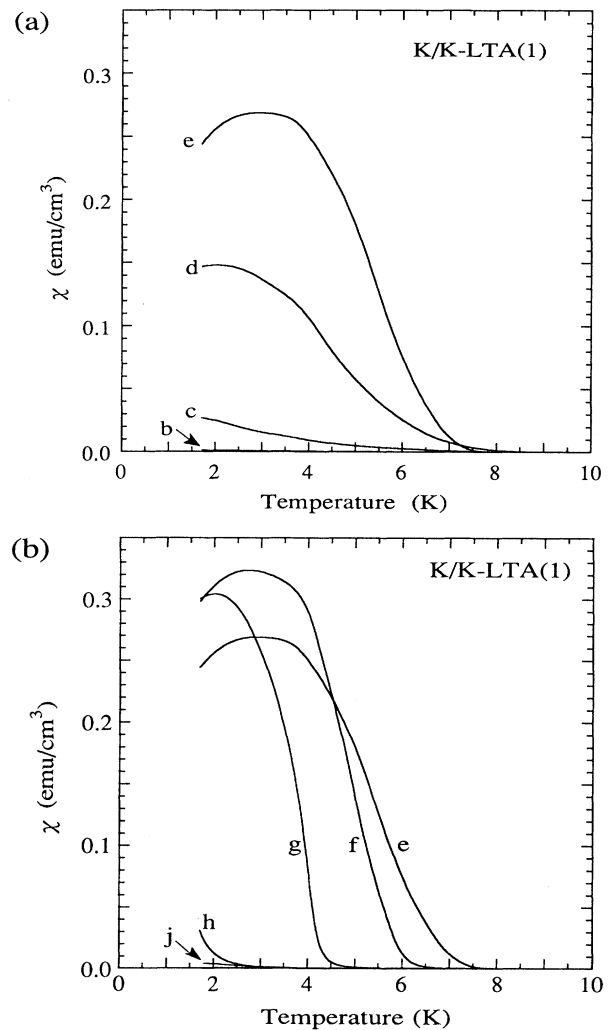 (a)
K/K-LTA(1)
χ (emu/cm³)
0.3
0.2
0.1
0.0
e
d
c
b
0 2 4 6 8 10
Temperature (K)
(b)
K/K-LTA(1)
χ (emu/cm³)
0.3
0.2
0.1
0.0
g f e
h
j
0 2 4 6 8 10
Temperature (K)